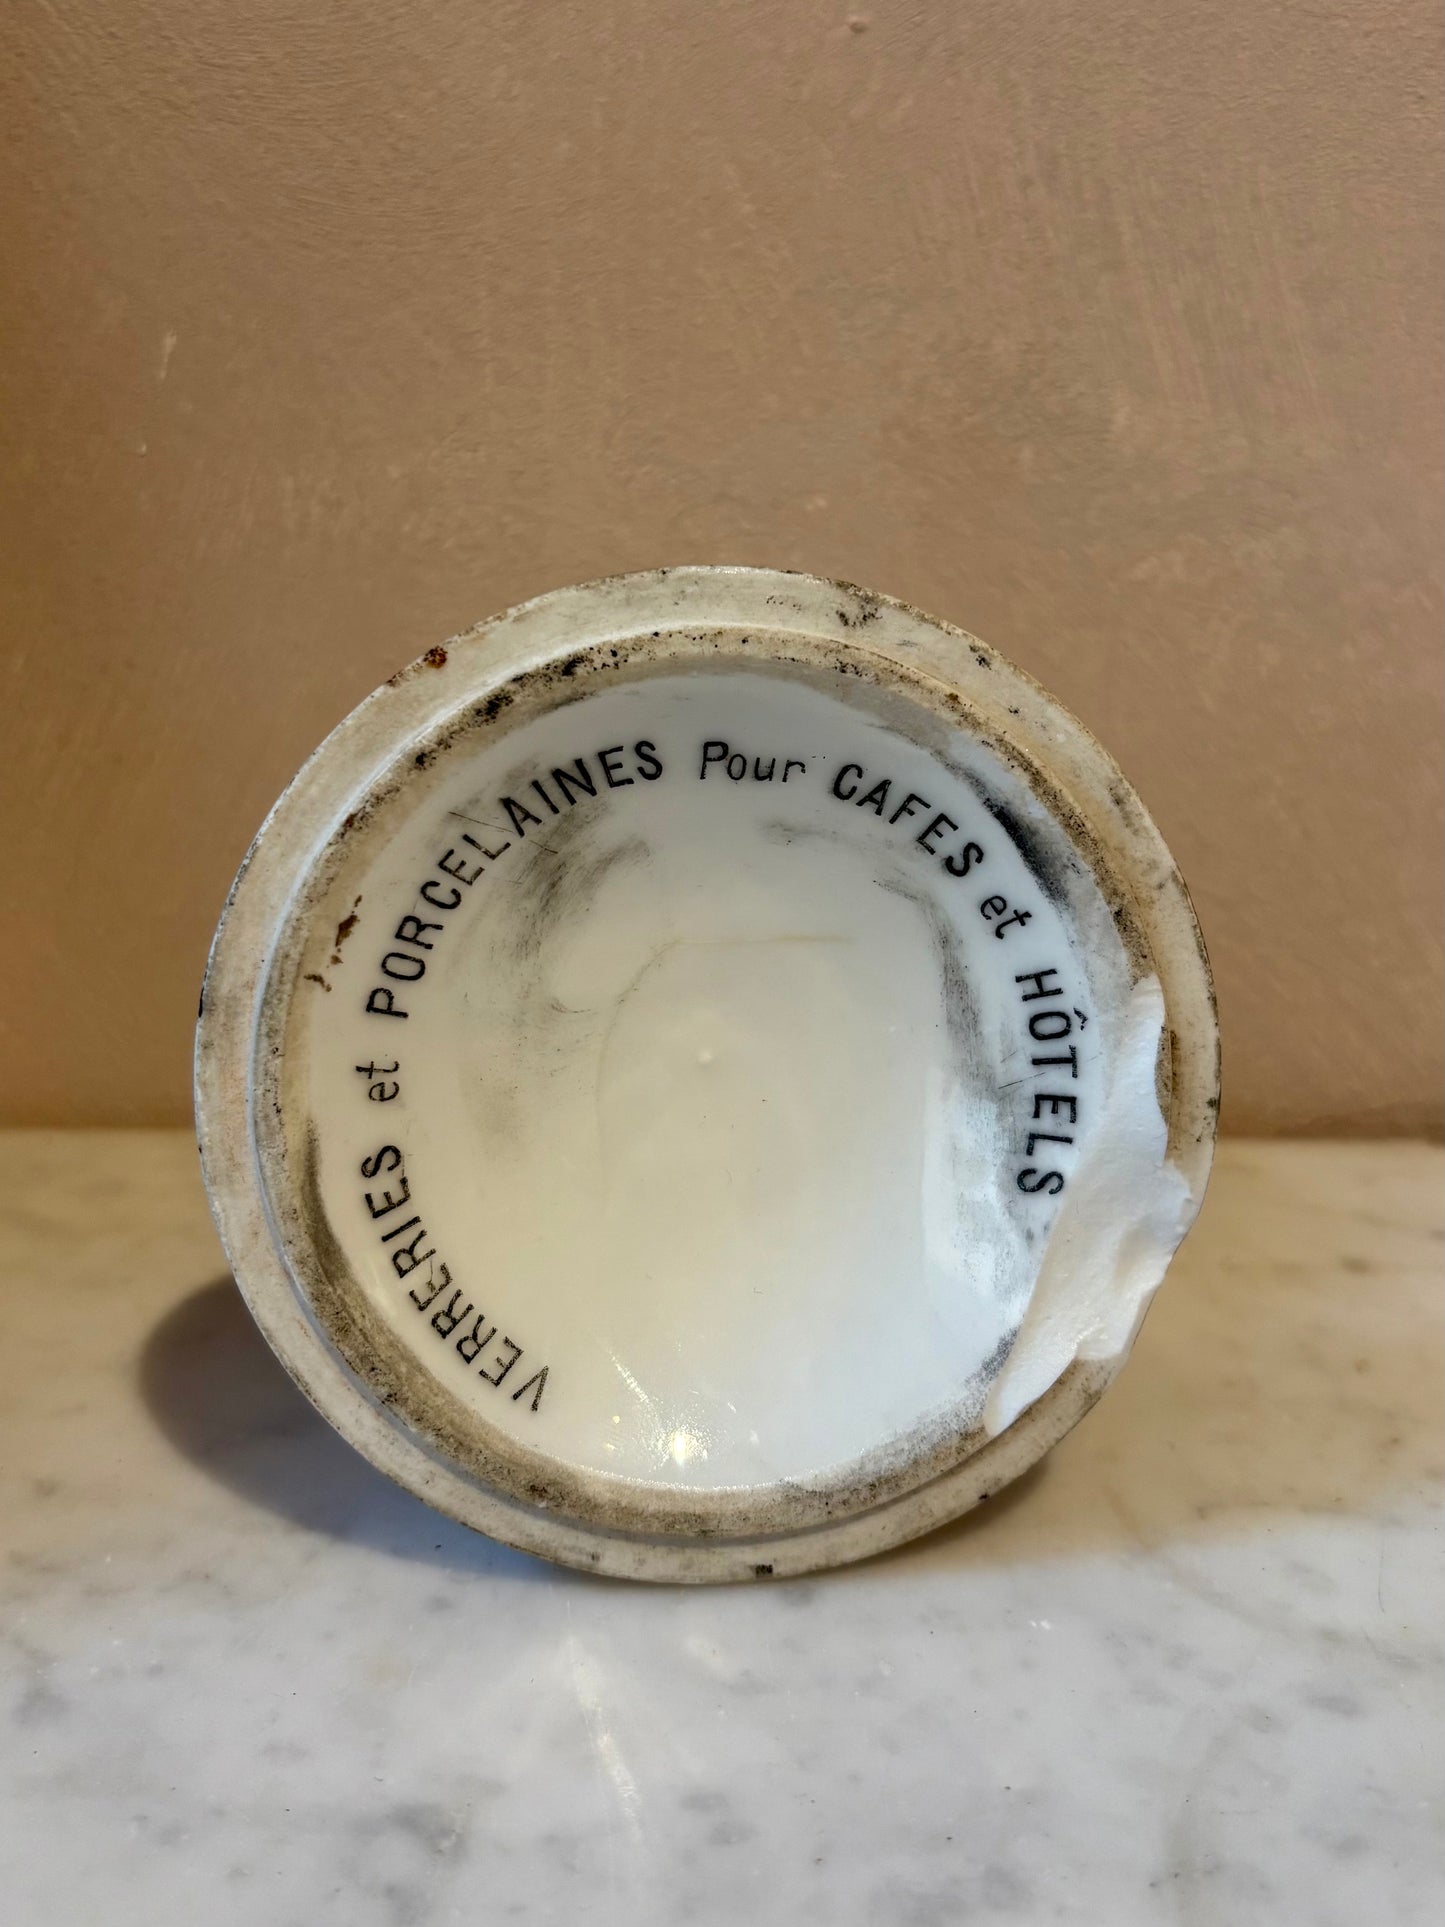 VERRERIES et PORCELAINES Pour CAFES et HÔTELS